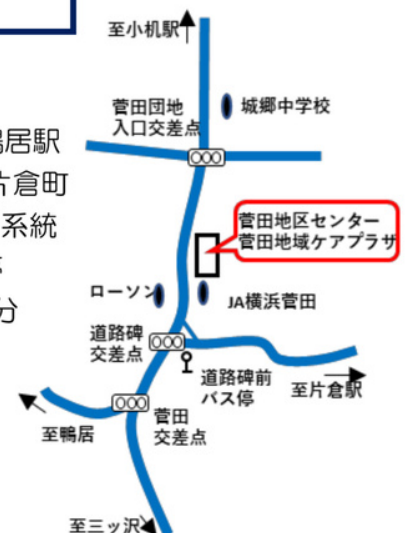 至小机駅
城郷中学校
菅田団地
入口交差点
鴨居駅
片倉町
系統
分
菅田地区センター
菅田地域ケアプラザ
ローソン
JA横浜菅田
道路碑
交差点
道路碑前
バス停
至片倉駅
至鴨居
菅田
交差点
至三ッ沢